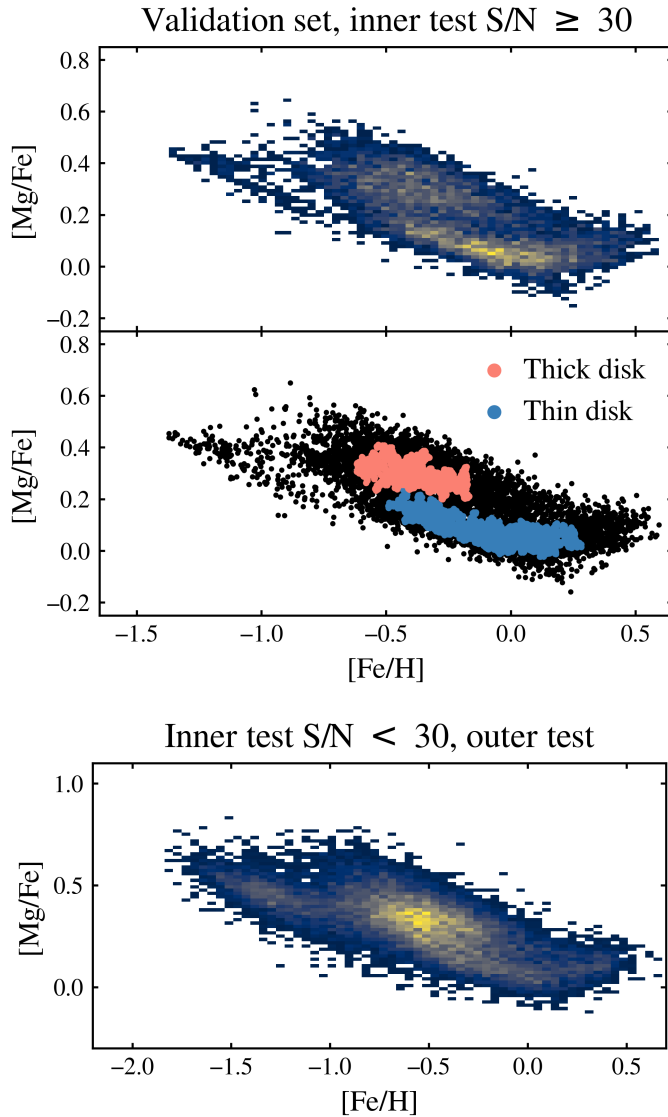 Validation set, inner test S/N ≥ 30
0.8
0.6
0.4
0.2
0.0
−0.2
[Mg/Fe]
0.8
0.6
0.4
0.2
0.0
−0.2
[Mg/Fe]
Thick disk
Thin disk
−1.5 −1.0 −0.5 0.0 0.5
[Fe/H]
Inner test S/N < 30, outer test
1.0
0.5
0.0
[Mg/Fe]
−2.0 −1.5 −1.0 −0.5 0.0 0.5
[Fe/H]